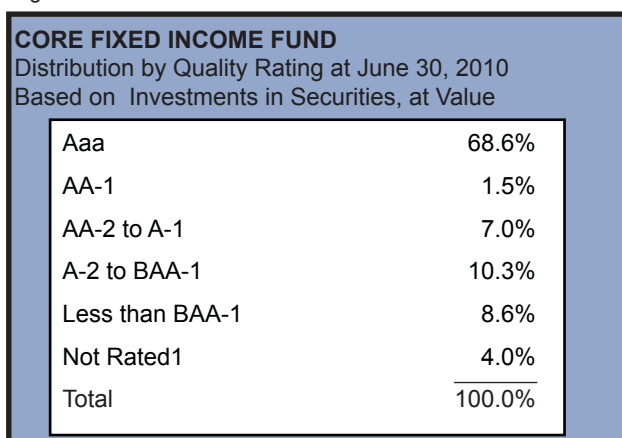 CORE FIXED INCOME FUND
Distribution by Quality Rating at June 30, 2010
Based on Investments in Securities, at Value
Aaa 68.6%
AA-1 1.5%
AA-2 to A-1 7.0%
A-2 to BAA-1 10.3%
Less than BAA-1 8.6%
Not Rated1 4.0%
Total 100.0%